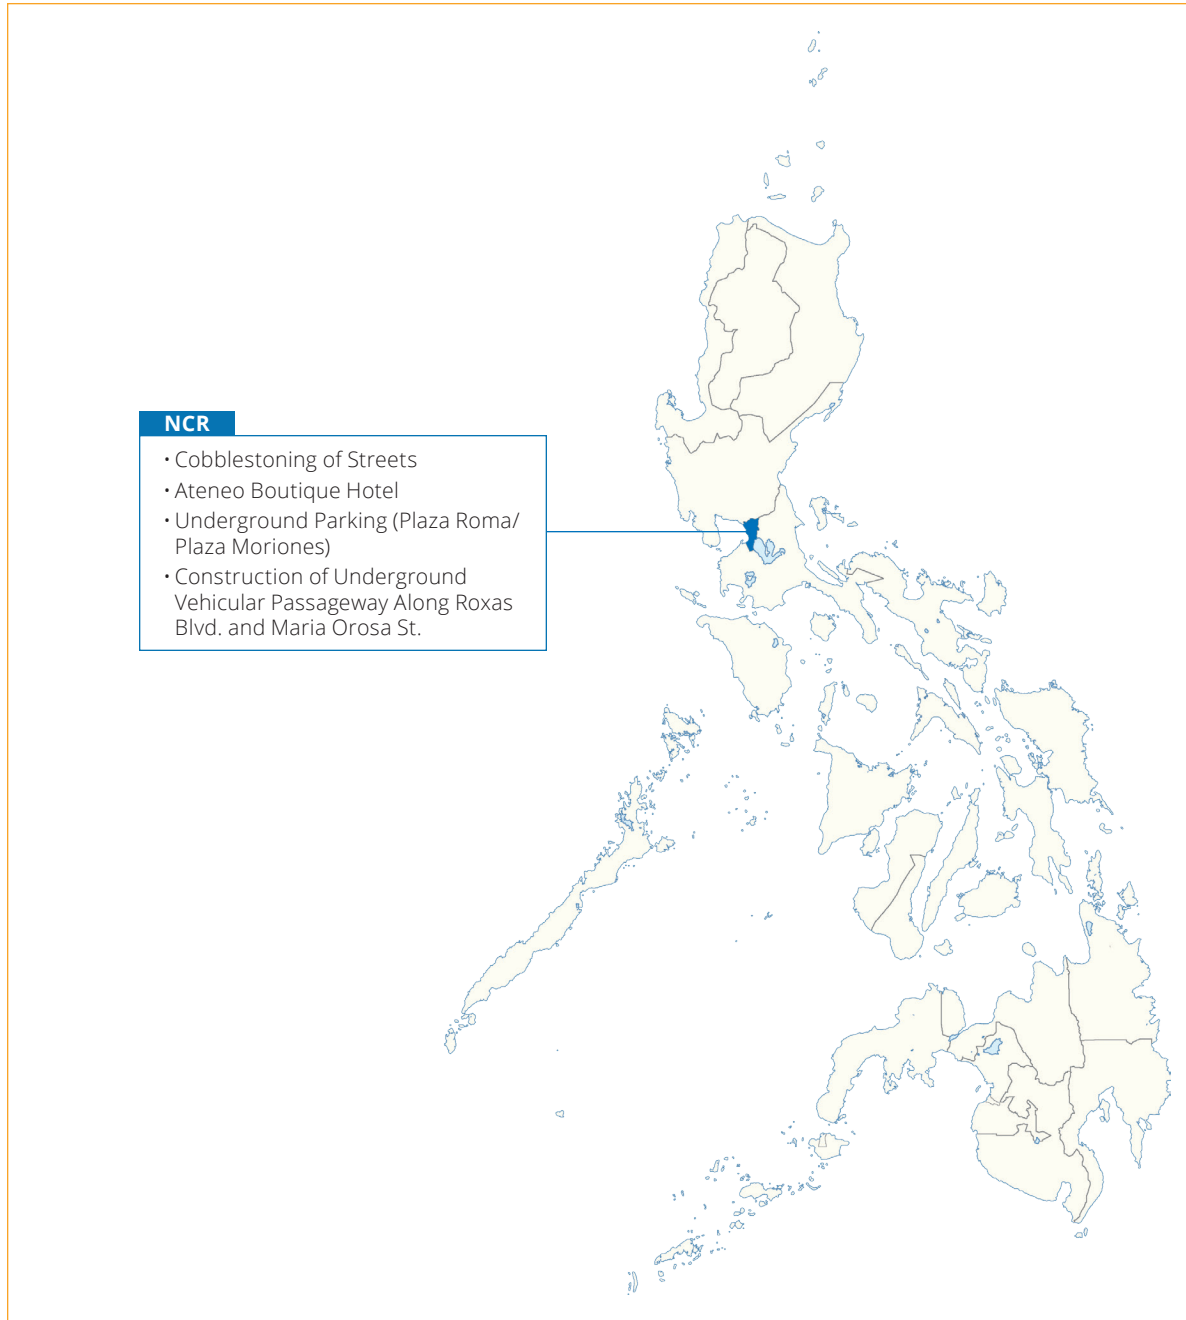 NCR
• Cobblestoning of Streets
• Ateneo Boutique Hotel
• Underground Parking (Plaza Roma/
Plaza Moriones)
• Construction of Underground
Vehicular Passageway Along Roxas
Blvd. and Maria Orosa St.